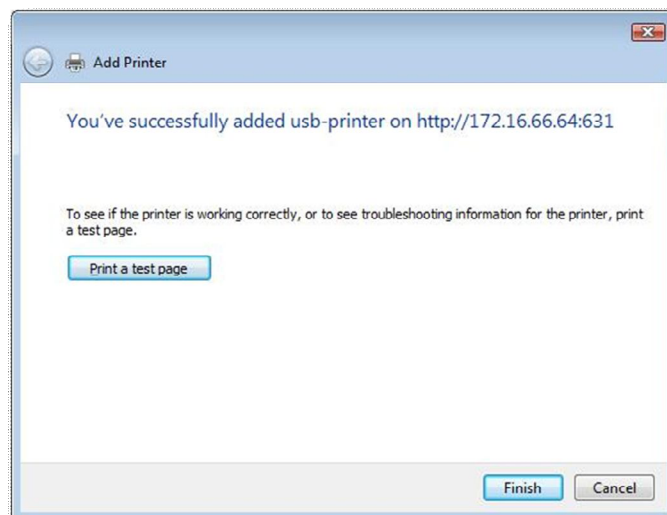 Add Printer
You've successfully added usb-printer on http://172.16.66.64:631
To see if the printer is working correctly, or to see troubleshooting information for the printer, print
a test page.
Print a test page
Finish
Cancel